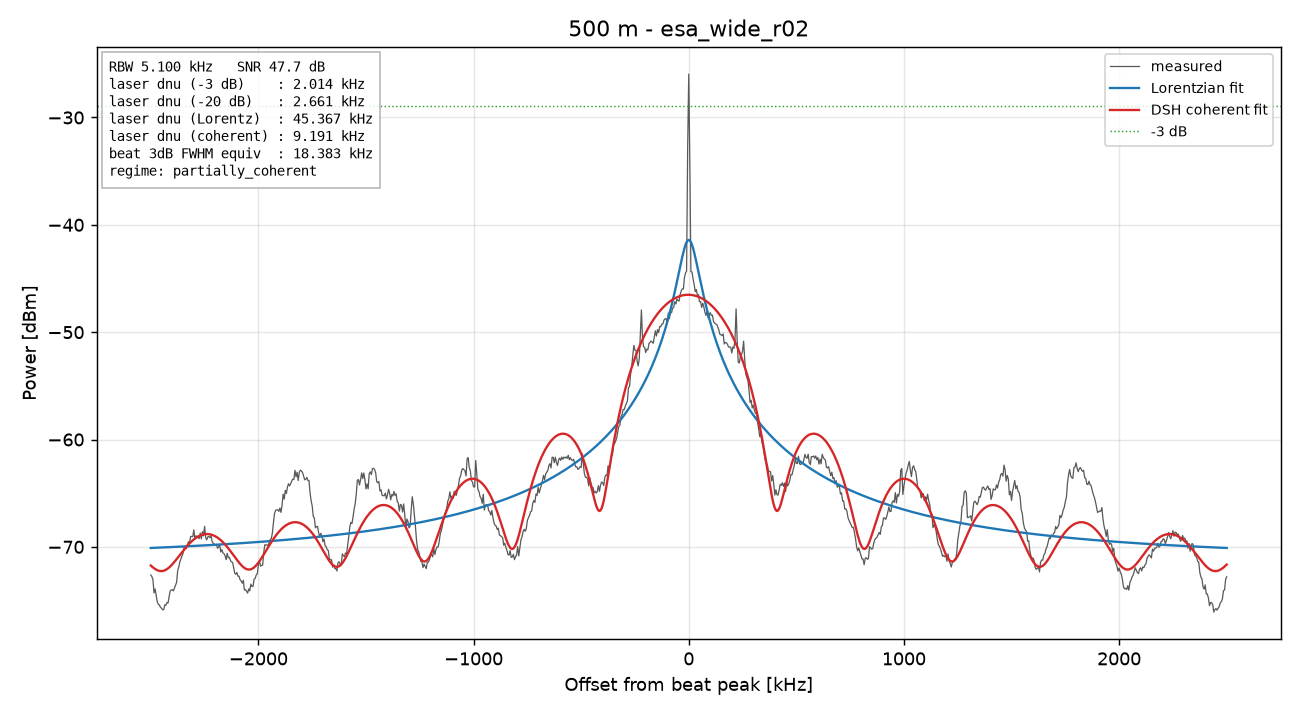 500 m - esa_wide_r02
RBW 5.100 kHz   SNR 47.7 dB
laser dnu (-3 dB)    : 2.014 kHz
laser dnu (-20 dB)   : 2.661 kHz
laser dnu (Lorentz)  : 45.367 kHz
laser dnu (coherent) : 9.191 kHz
beat 3dB FWHM equiv  : 18.383 kHz
regime: partially_coherent
measured
Lorentzian fit
DSH coherent fit
-3 dB
Power [dBm]
−30
−40
−50
−60
−70
−2000
−1000
0
1000
2000
Offset from beat peak [kHz]